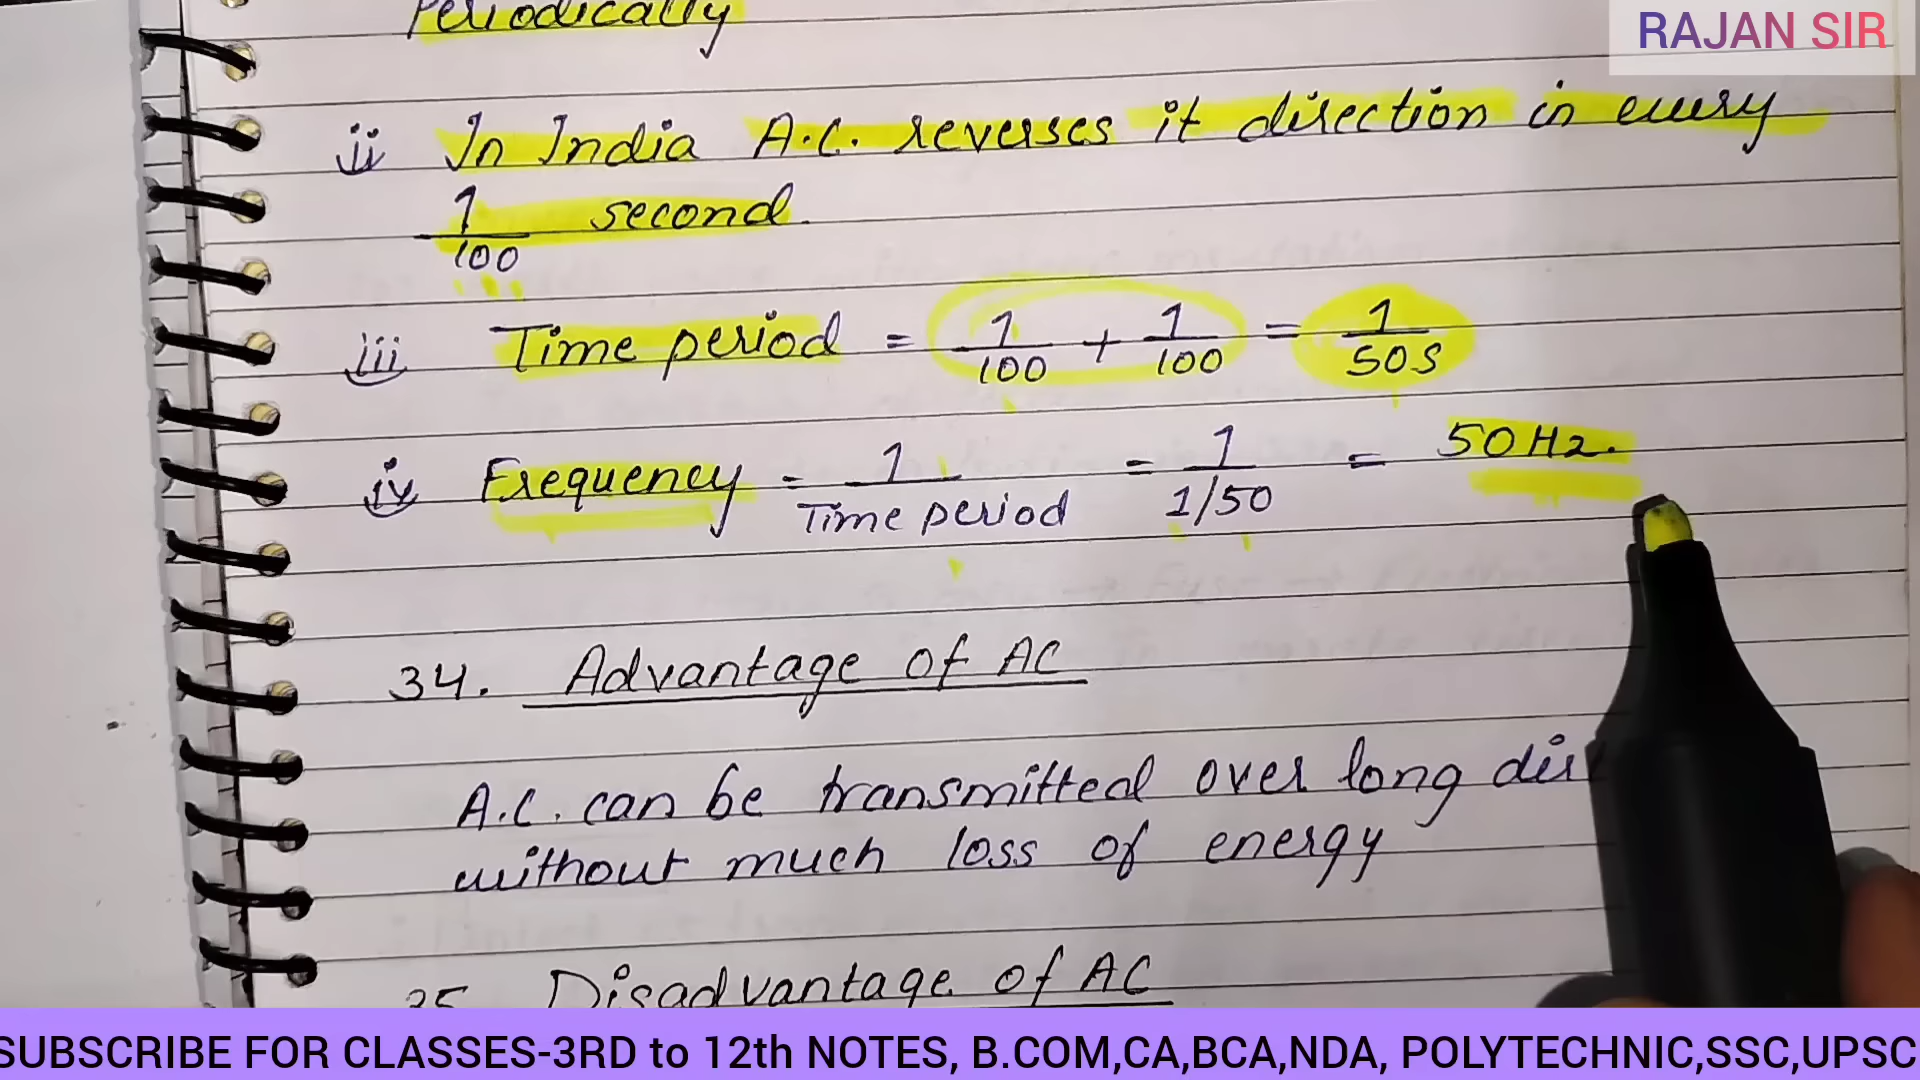 Periodically
RAJAN SIR
ii In India A.C. reverses it direction in every
1/100 second.
iii Time period = 1/100 + 1/100 = 1/50S
iv Frequency = 1/Time period = 1/1/50 = 50Hz.
34. Advantage of AC
A.C. can be transmitted over long dist
without much loss of energy
35 Disadvantage of AC
SUBSCRIBE FOR CLASSES-3RD to 12th NOTES, B.COM,CA,BCA,NDA, POLYTECHNIC,SSC,UPSC